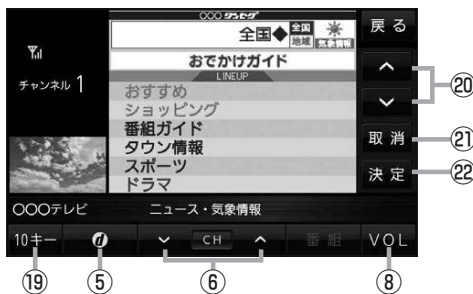 ○○○ ワンセグ
全国◆ 全国 地域 気象情報
戻る
おでかけガイド
LINEUP
チャンネル 1
おすすめ
ショッピング
番組ガイド
タウン情報
スポーツ
ドラマ
取消
決定
⑳
㉑
㉒
○○○テレビ ニュース・気象情報
10キー d CH 番組 VOL
⑲ ⑤ ⑥ ⑧